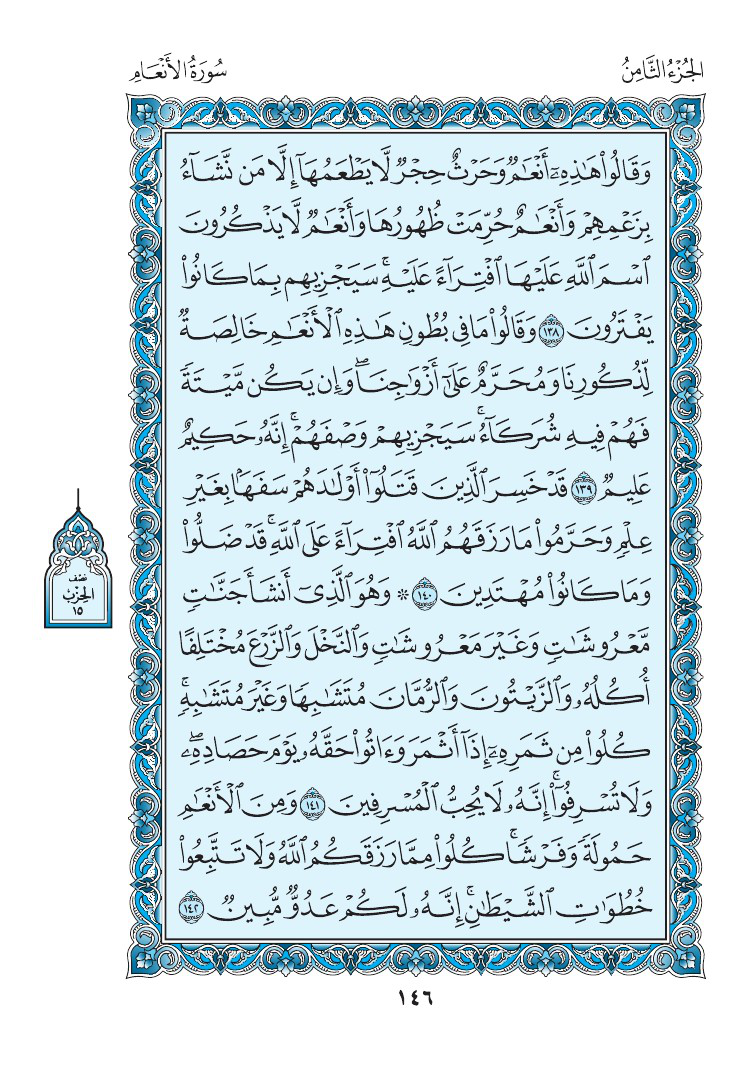 الجُزْءُ الثَّامِنُ
سُورَةُ الأَنْعَامِ
وَقَالُوا۟ هَـٰذِهِۦٓ أَنْعَـٰمٌ وَحَرْثٌ حِجْرٌ لَّا يَطْعَمُهَآ إِلَّا مَن نَّشَآءُ
بِزَعْمِهِمْ وَأَنْعَـٰمٌ حُرِّمَتْ ظُهُورُهَا وَأَنْعَـٰمٌ لَّا يَذْكُرُونَ
ٱسْمَ ٱللَّهِ عَلَيْهَا ٱفْتِرَآءً عَلَيْهِ ۚ سَيَجْزِيهِم بِمَا كَانُوا۟
يَفْتَرُونَ ١٣٨ وَقَالُوا۟ مَا فِى بُطُونِ هَـٰذِهِ ٱلْأَنْعَـٰمِ خَالِصَةٌ
لِّذُكُورِنَا وَمُحَرَّمٌ عَلَىٰٓ أَزْوَٰجِنَا ۖ وَإِن يَكُن مَّيْتَةً
فَهُمْ فِيهِ شُرَكَآءُ ۚ سَيَجْزِيهِمْ وَصْفَهُمْ ۚ إِنَّهُۥ حَكِيمٌ
عَلِيمٌ ١٣٩ قَدْ خَسِرَ ٱلَّذِينَ قَتَلُوٓا۟ أَوْلَـٰدَهُمْ سَفَهًۢا بِغَيْرِ
عِلْمٍ وَحَرَّمُوا۟ مَا رَزَقَهُمُ ٱللَّهُ ٱفْتِرَآءً عَلَى ٱللَّهِ ۚ قَدْ ضَلُّوا۟
وَمَا كَانُوا۟ مُهْتَدِينَ ١٤٠ ۞ وَهُوَ ٱلَّذِىٓ أَنشَأَ جَنَّـٰتٍ
مَّعْرُوشَـٰتٍ وَغَيْرَ مَعْرُوشَـٰتٍ وَٱلنَّخْلَ وَٱلزَّرْعَ مُخْتَلِفًا
أُكُلُهُۥ وَٱلزَّيْتُونَ وَٱلرُّمَّانَ مُتَشَـٰبِهًا وَغَيْرَ مُتَشَـٰبِهٍ ۚ
كُلُوا۟ مِن ثَمَرِهِۦٓ إِذَآ أَثْمَرَ وَءَاتُوا۟ حَقَّهُۥ يَوْمَ حَصَادِهِۦ ۖ
وَلَا تُسْرِفُوٓا۟ ۚ إِنَّهُۥ لَا يُحِبُّ ٱلْمُسْرِفِينَ ١٤١ وَمِنَ ٱلْأَنْعَـٰمِ
حَمُولَةً وَفَرْشًا ۚ كُلُوا۟ مِمَّا رَزَقَكُمُ ٱللَّهُ وَلَا تَتَّبِعُوا۟
خُطُوَٰتِ ٱلشَّيْطَـٰنِ ۚ إِنَّهُۥ لَكُمْ عَدُوٌّ مُّبِينٌ ١٤٢
نصْف
الحِزْب
١٥
١٤٦